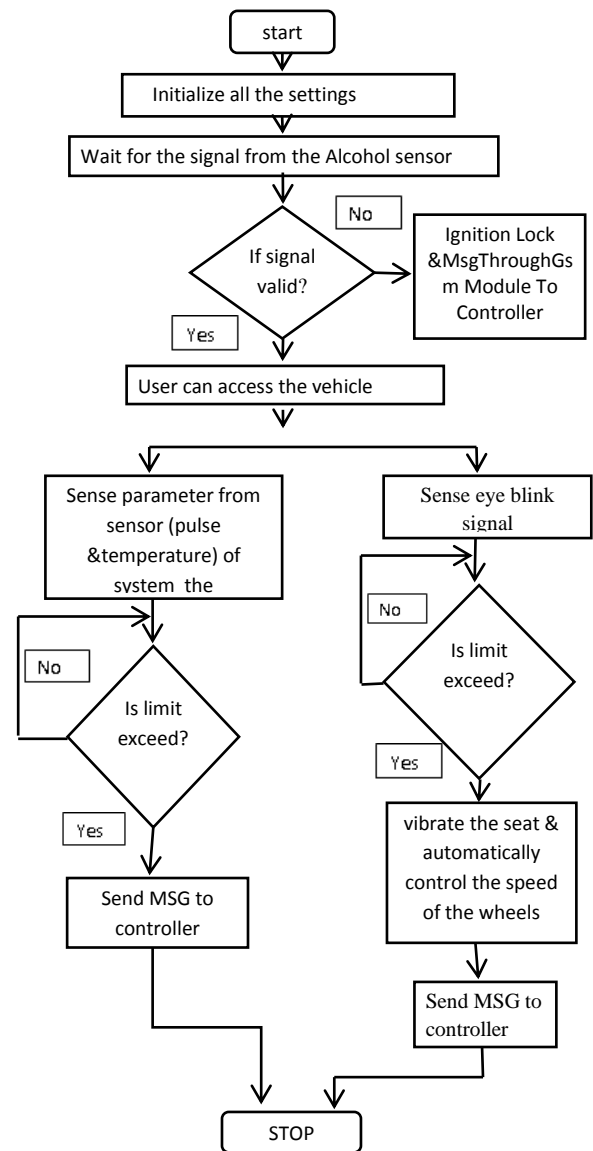 start
Initialize all the settings
Wait for the signal from the Alcohol sensor
If signal
valid?
No
Ignition Lock
&MsgThroughGs
m Module To
Controller
Yes
User can access the vehicle
Sense parameter from
sensor (pulse
&temperature) of
system the
No
Is limit
exceed?
Yes
Send MSG to
controller
Sense eye blink
signal
No
Is limit
exceed?
Yes
vibrate the seat &
automatically
control the speed
of the wheels
Send MSG to
controller
STOP